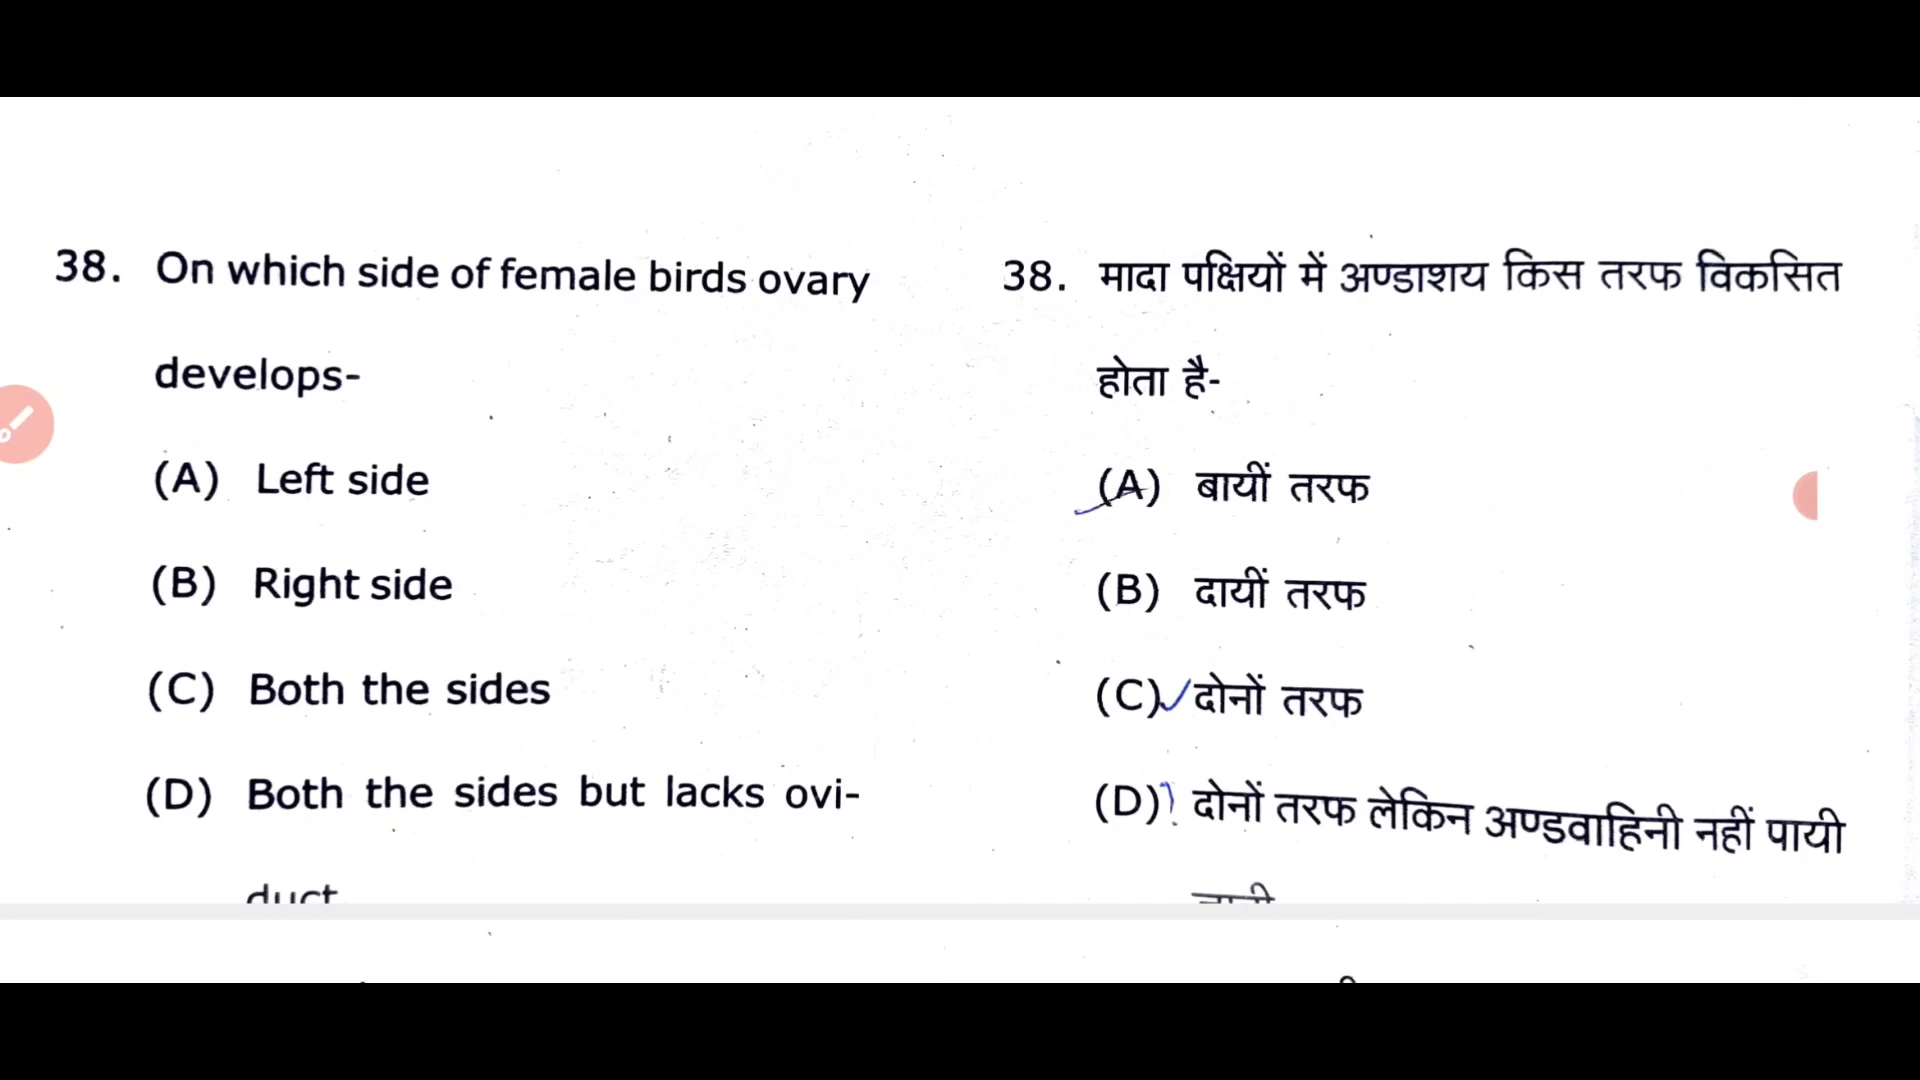 38. On which side of female birds ovary
develops-
(A) Left side
(B) Right side
(C) Both the sides
(D) Both the sides but lacks ovi-
duct
38. मादा पक्षियों में अण्डाशय किस तरफ विकसित
होता है-
(A) बायीं तरफ
(B) दायीं तरफ
(C) दोनों तरफ
(D) दोनों तरफ लेकिन अण्डवाहिनी नहीं पायी